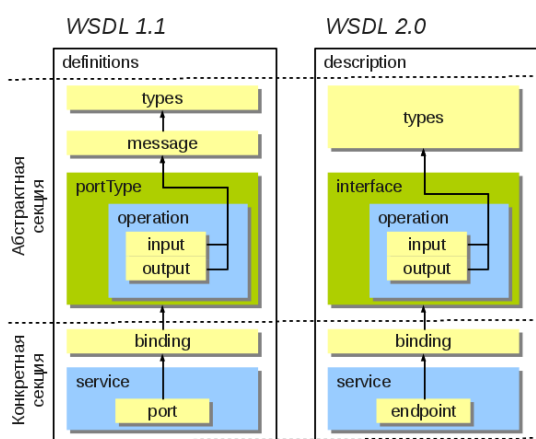 WSDL 1.1
WSDL 2.0
definitions
description
Абстрактная
секция
types
message
portType
operation
input
output
types
interface
operation
input
output
Конкретная
секция
binding
service
port
binding
service
endpoint